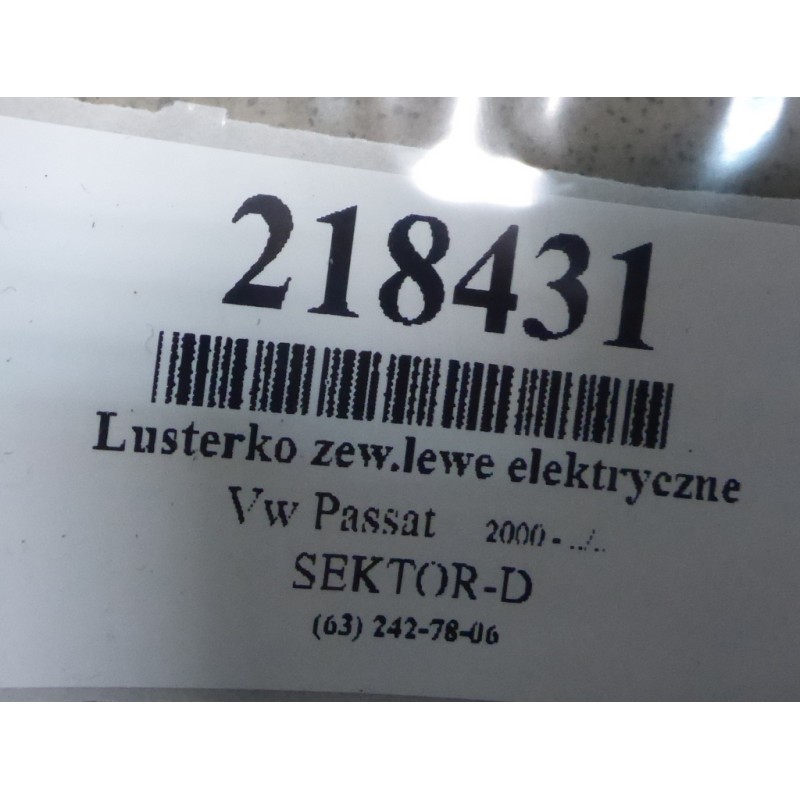 218431
Lusterko zew.lewe elektryczne
Vw Passat 2000 - ../..
SEKTOR-D
(63) 242-78-06